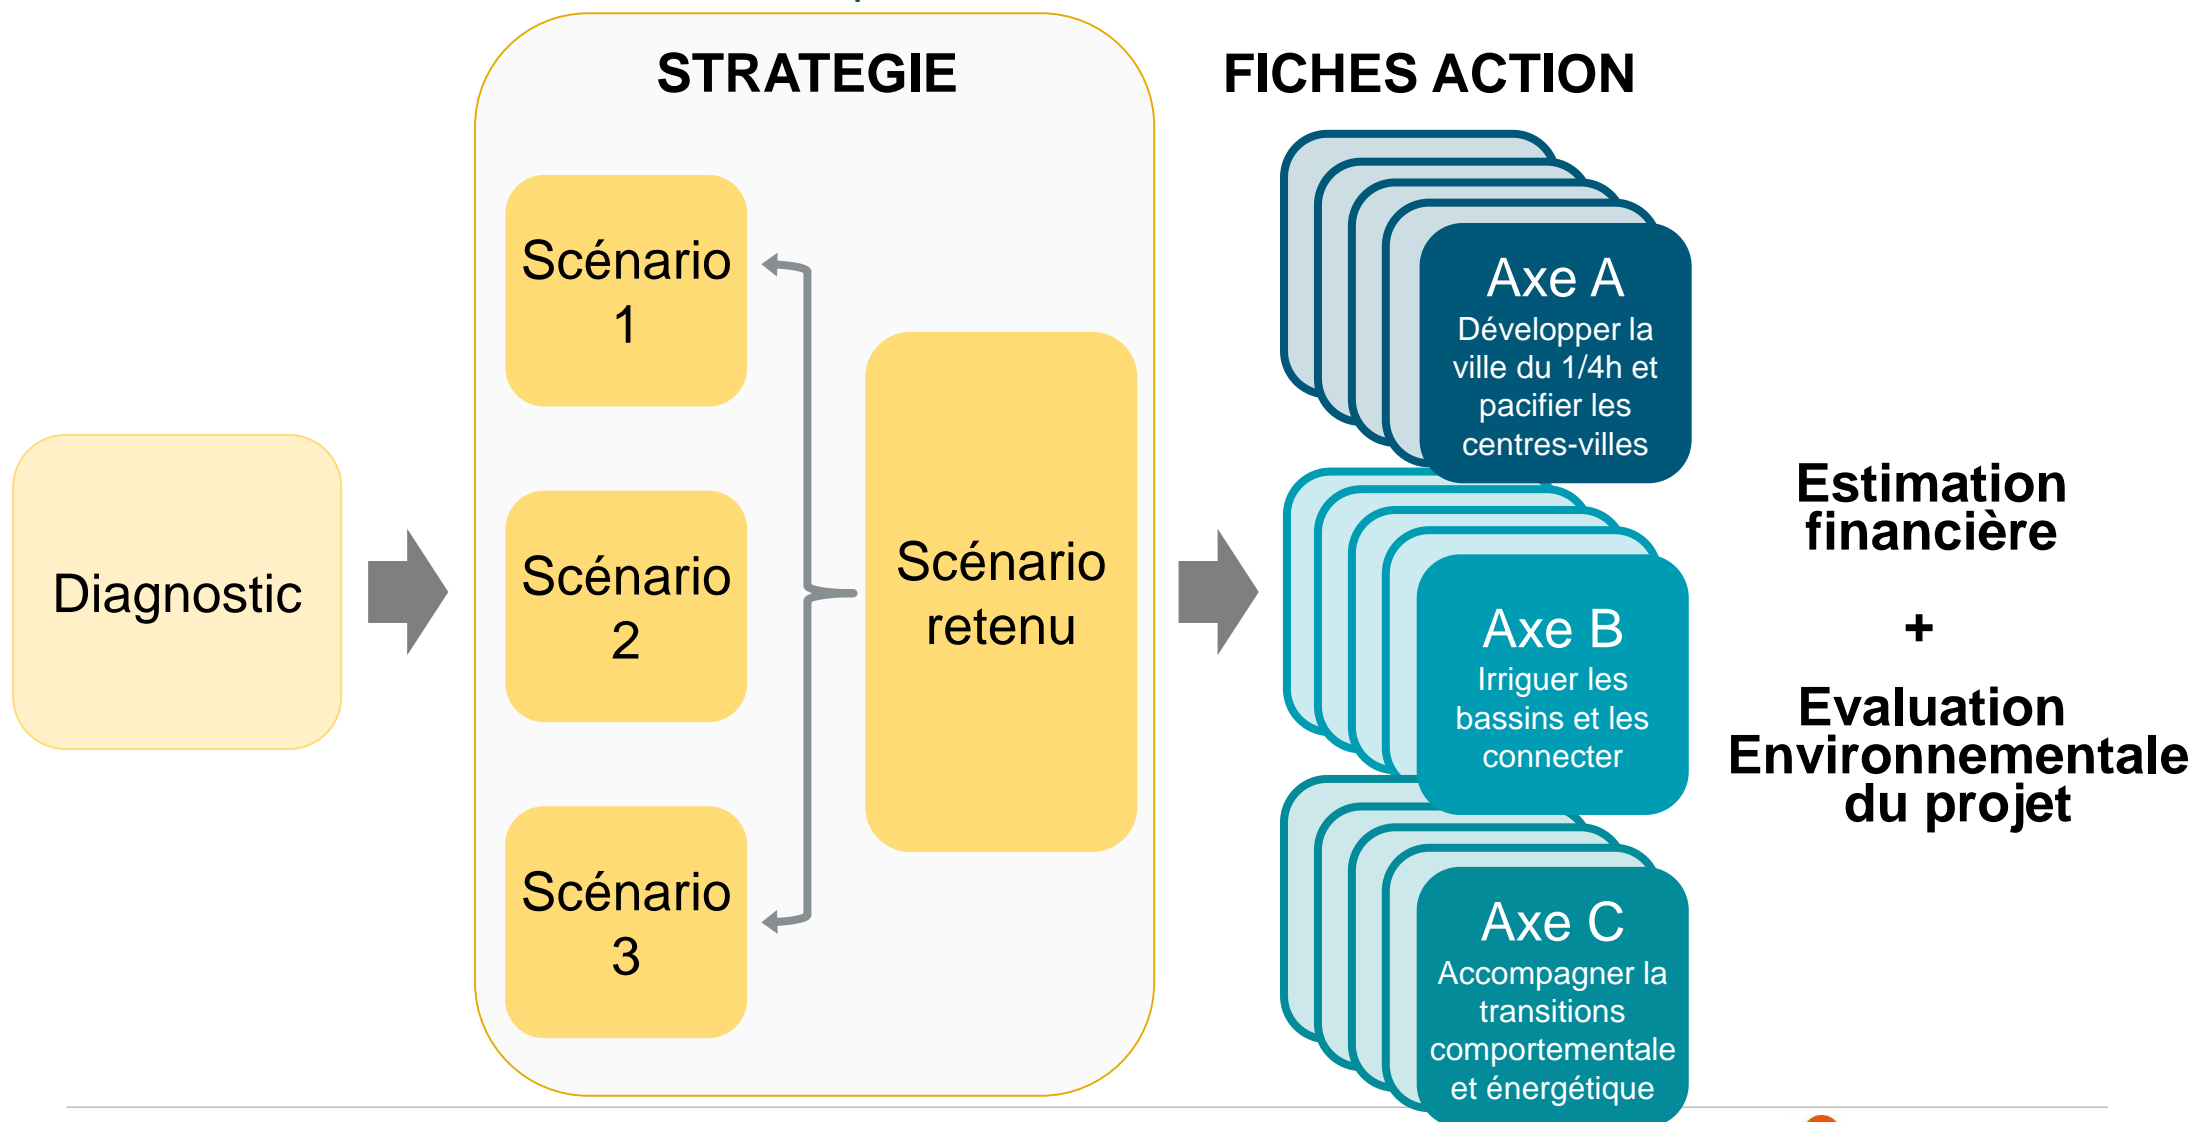 STRATEGIE
FICHES ACTION
Diagnostic
Scénario
1
Scénario
2
Scénario
3
Scénario
retenu
Axe A
Développer la
ville du 1/4h et
pacifier les
centres-villes
Axe B
Irriguer les
bassins et les
connecter
Axe C
Accompagner la
transitions
comportementale
et énergétique
Estimation
financière
+
Evaluation
Environnementale
du projet